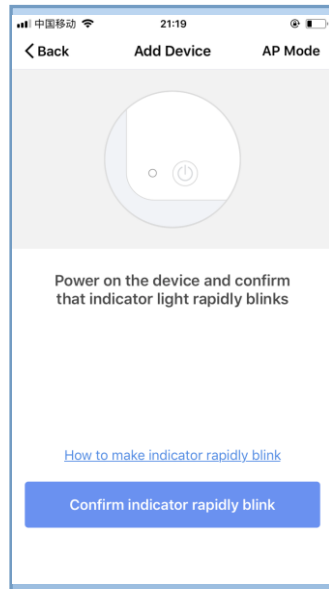 中国移动 21:19
Back Add Device AP Mode
Power on the device and confirm
that indicator light rapidly blinks
How to make indicator rapidly blink
Confirm indicator rapidly blink